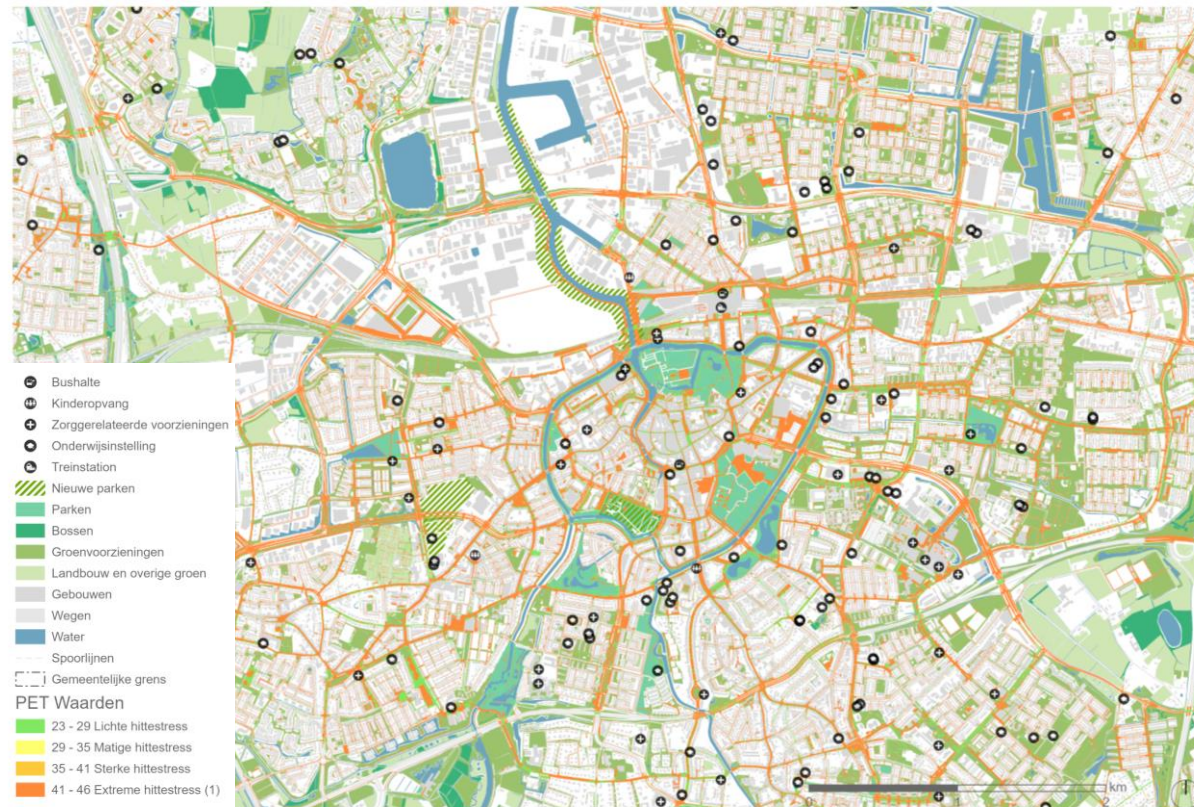 Bushalte
Kinderopvang
Zorggerelateerde voorzieningen
Onderwijsinstelling
Treinstation
Nieuwe parken
Parken
Bossen
Groenvoorzieningen
Landbouw en overige groen
Gebouwen
Wegen
Water
Spoorlijnen
Gemeentelijke grens
PET Waarden
23 - 29 Lichte hittestress
29 - 35 Matige hittestress
35 - 41 Sterke hittestress
41 - 46 Extreme hittestress (1)
0
km
1